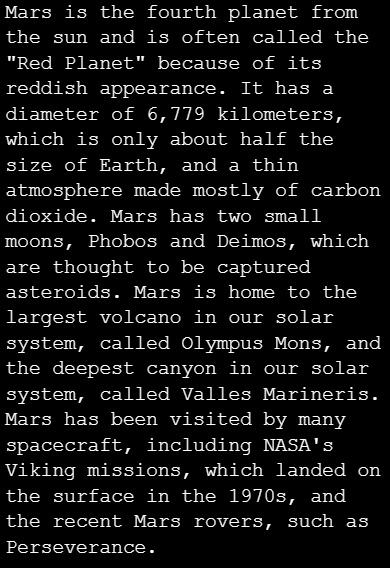 Mars is the fourth planet from
the sun and is often called the
"Red Planet" because of its
reddish appearance. It has a
diameter of 6,779 kilometers,
which is only about half the
size of Earth, and a thin
atmosphere made mostly of carbon
dioxide. Mars has two small
moons, Phobos and Deimos, which
are thought to be captured
asteroids. Mars is home to the
largest volcano in our solar
system, called Olympus Mons, and
the deepest canyon in our solar
system, called Valles Marineris.
Mars has been visited by many
spacecraft, including NASA's
Viking missions, which landed on
the surface in the 1970s, and
the recent Mars rovers, such as
Perseverance.